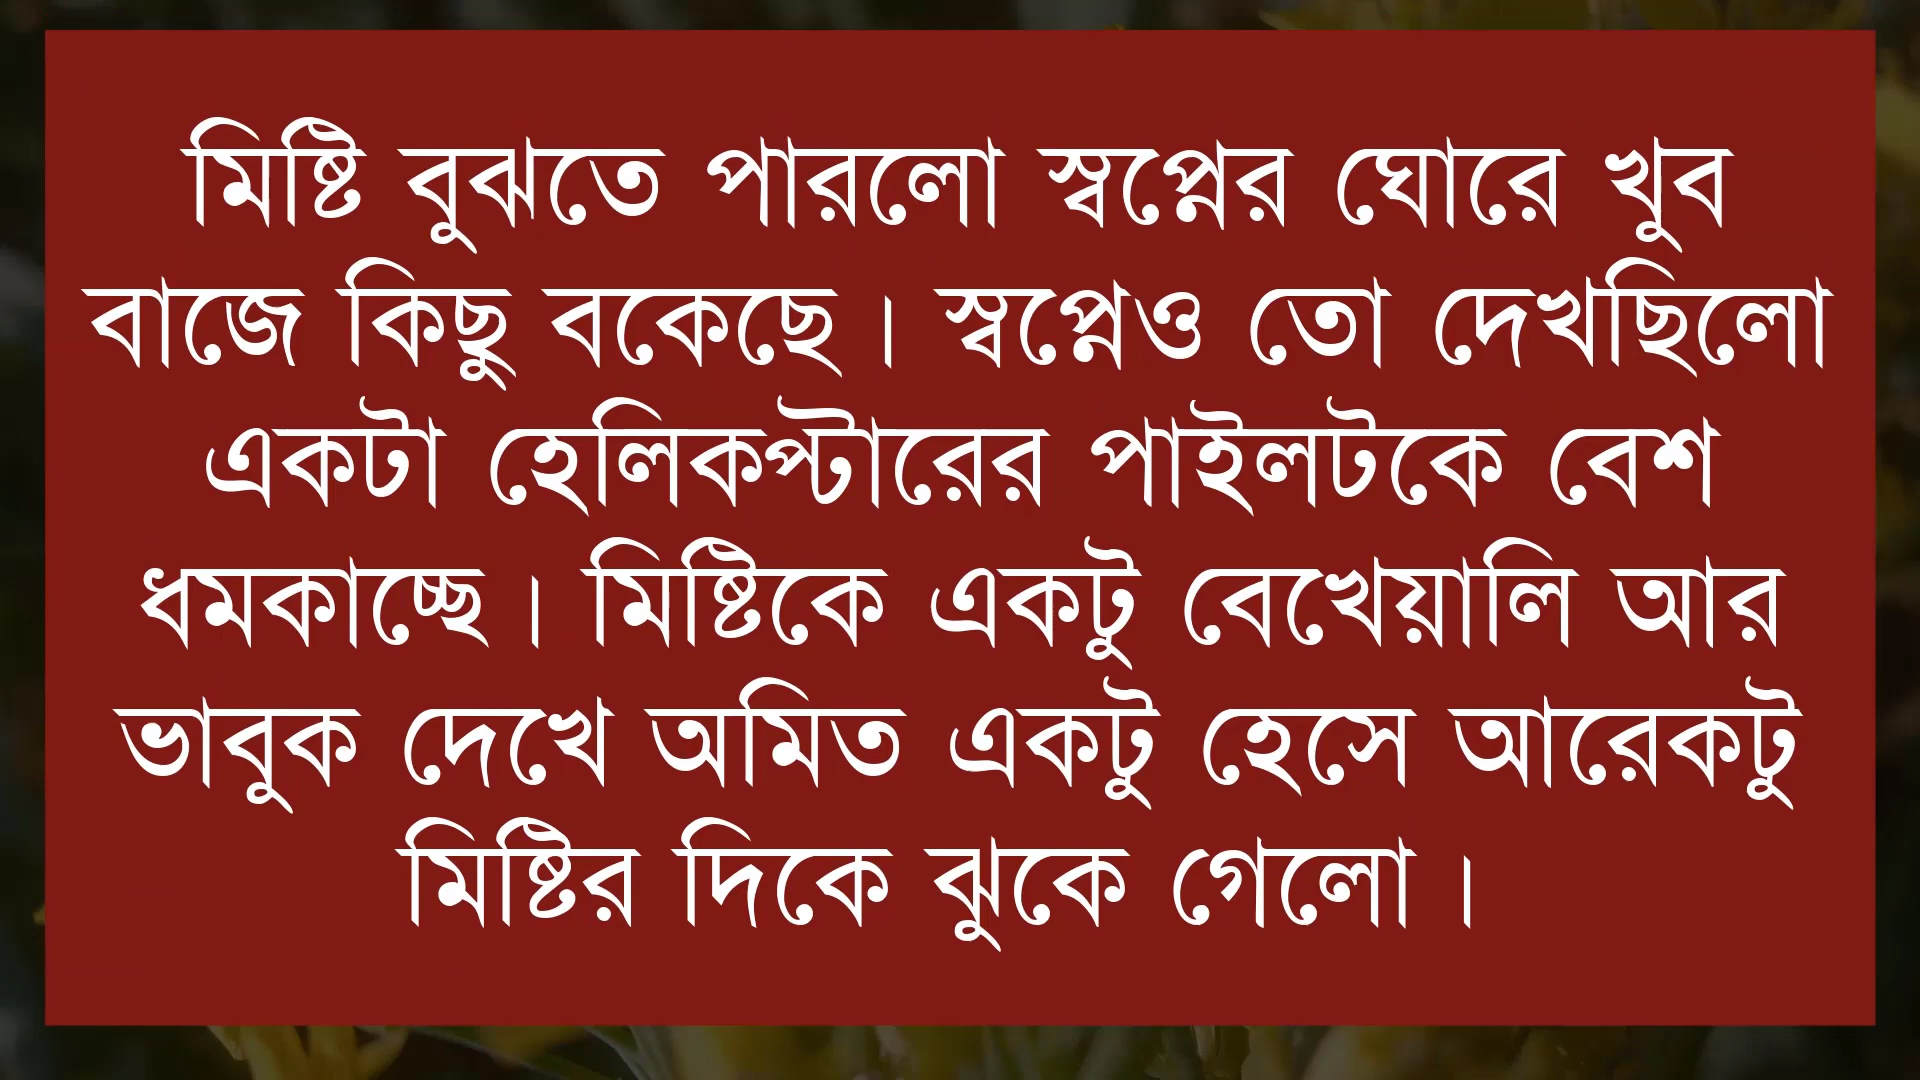 মিষ্টি বুঝতে পারলো স্বপ্নের ঘোরে খুব
বাজে কিছু বকেছে। স্বপ্নেও তো দেখছিলো
একটা হেলিকপ্টারের পাইলটকে বেশ
ধমকাচ্ছে। মিষ্টিকে একটু বেখেয়ালি আর
ভাবুক দেখে অমিত একটু হেসে আরেকটু
মিষ্টির দিকে ঝুকে গেলো।